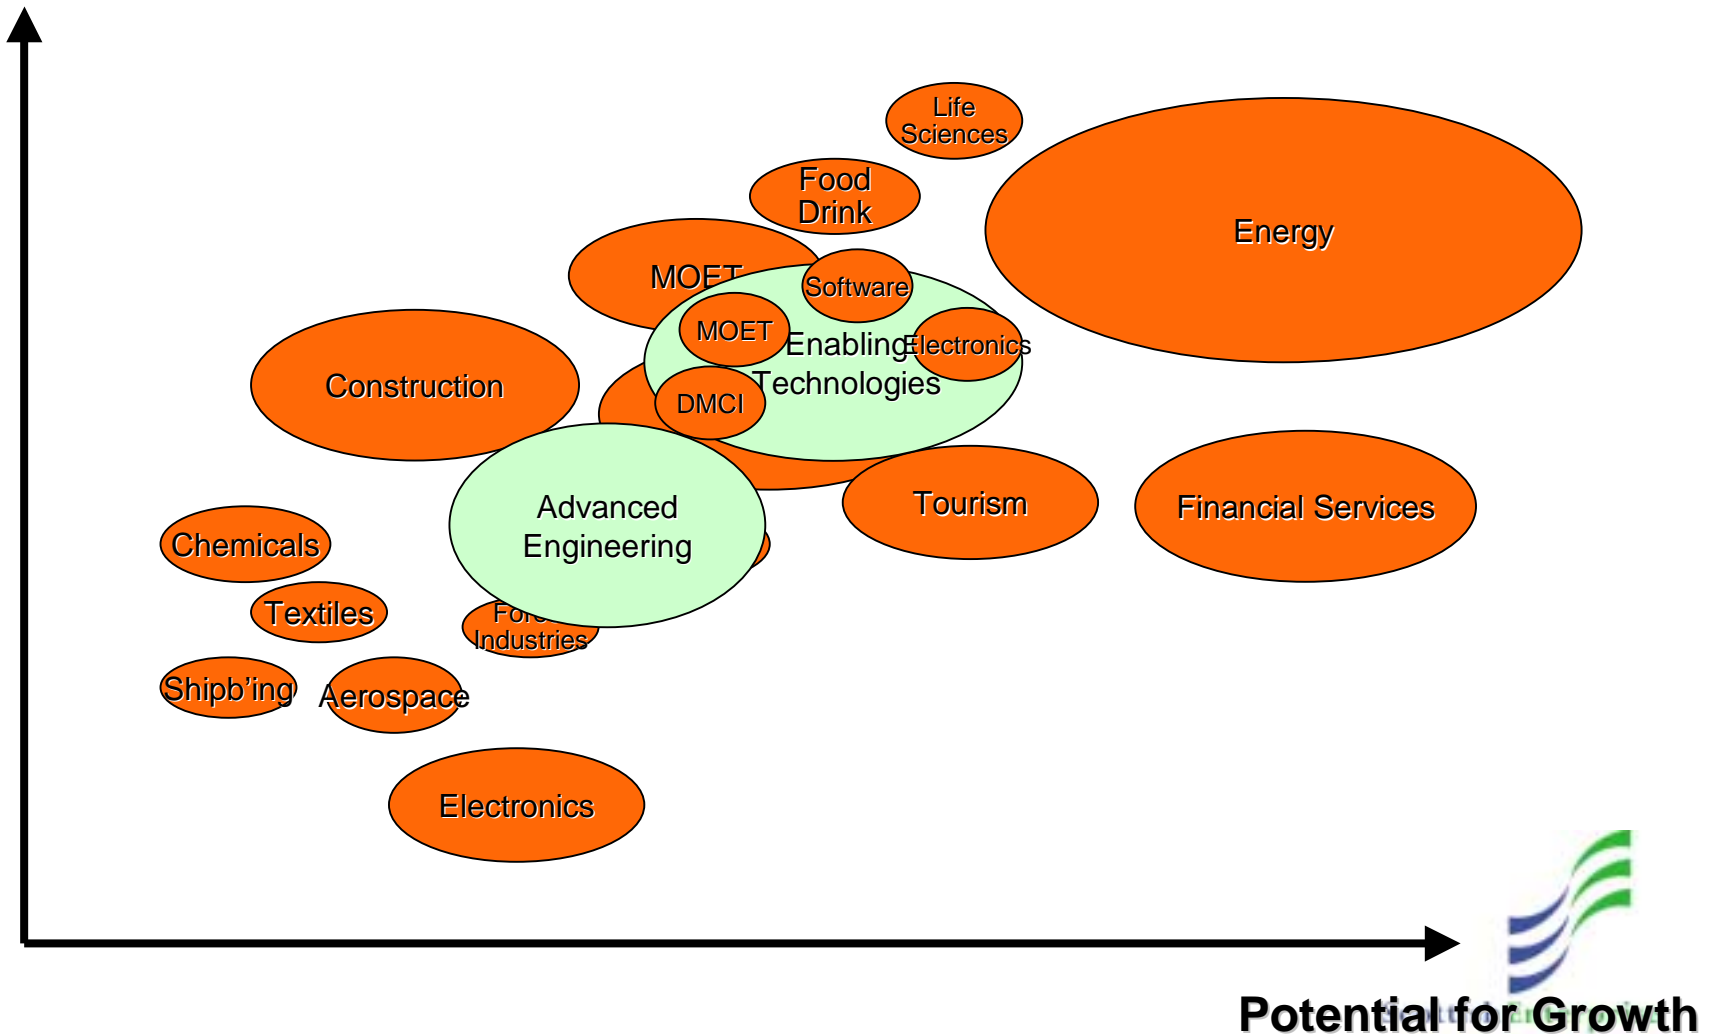 Life
Sciences
Food
Drink
Energy
MOET
Software
MOET
Enabling
Electronics
Technologies
Construction
DMCI
Tourism
Financial Services
Advanced
Engineering
Chemicals
Textiles
Industries
Shipb’ing
Aerospace
Electronics
Potential for Growth